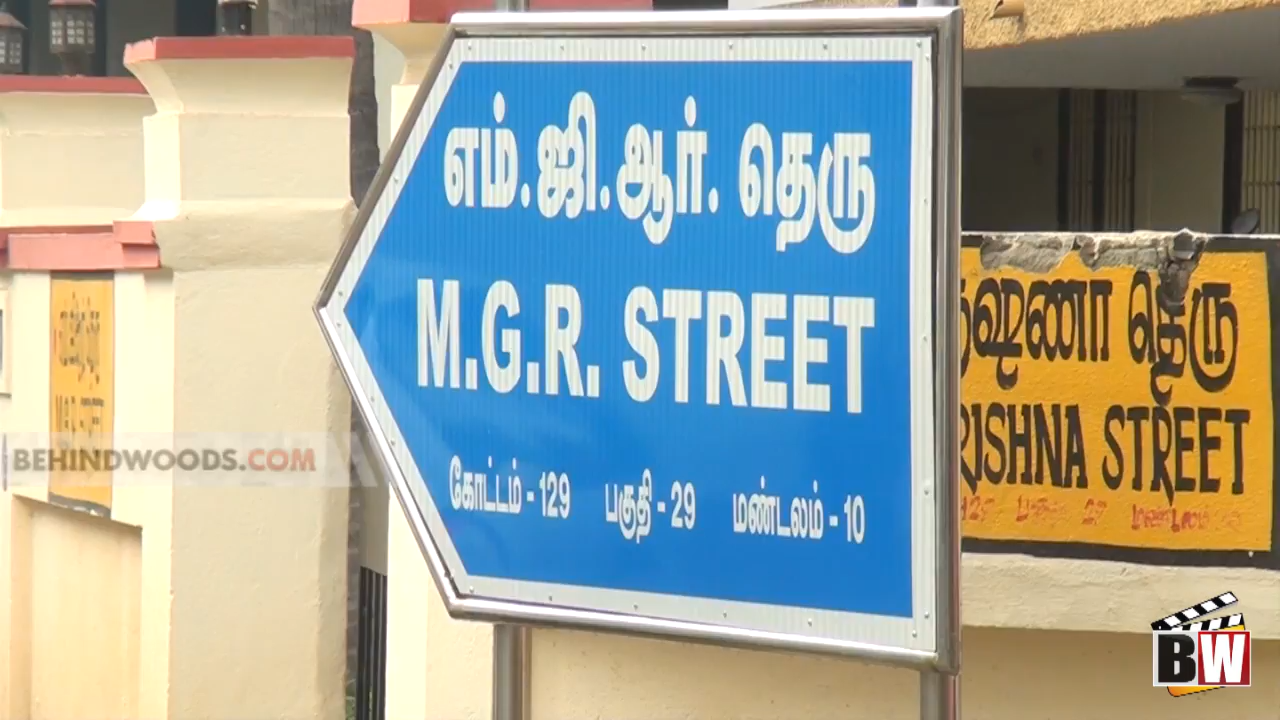 எம்.ஜி.ஆர். தெரு
M.G.R. STREET
கோட்டம் - 129 பகுதி - 29 மண்டலம் - 10
தெரு
RISHNA STREET
BEHINDWOODS.COM
BW